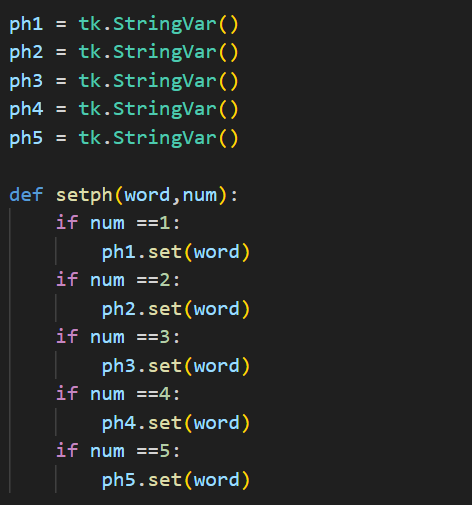 ph1 = tk.StringVar()
ph2 = tk.StringVar()
ph3 = tk.StringVar()
ph4 = tk.StringVar()
ph5 = tk.StringVar()
def setph(word,num):
    if num ==1:
        ph1.set(word)
    if num ==2:
        ph2.set(word)
    if num ==3:
        ph3.set(word)
    if num ==4:
        ph4.set(word)
    if num ==5:
        ph5.set(word)